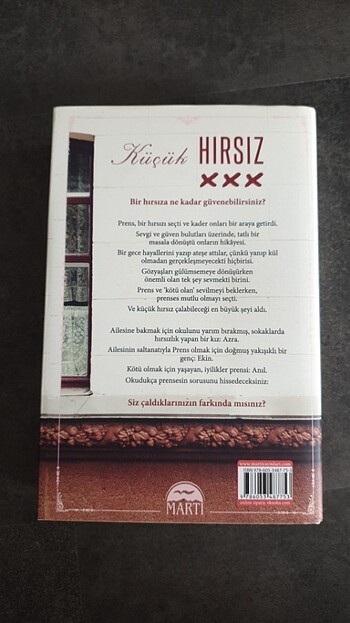 Küçük HIRSIZ
xxx
Bir hırsıza ne kadar güvenebilirsiniz?
Prens, bir hırsızı seçti ve kader onları bir araya getirdi.
Sevgi ve güven bulutları üzerinde, tatlı bir
masala dönüştü onların hikâyesi.
Bir gece hayallerini yazıp ateşe attılar, çünkü yanıp kül
olmadan gerçekleşmeyecekti hiçbirisi.
Gözyaşları gülümsemeye dönüşürken
önemli olan tek şey sevmekti birini.
Prens ve 'kötü olan' sevilmeyi beklerken,
prenses mutlu olmayı seçti.
Ve küçük hırsız çalabileceği en büyük şeyi aldı.
Ailesine bakmak için okulunu yarım bırakmış, sokaklarda
hırsızlık yapan bir kız: Azra.
Ailesinin saltanatıyla Prens olmak için doğmuş yakışıklı bir
genç: Ekin.
Kötü olmak için yaşayan, iyilikler prensi: Anıl.
Okudukça prensesin sorusunu hissedeceksiniz:
Siz çaldıklarınızın farkında mısınız?
MARTI